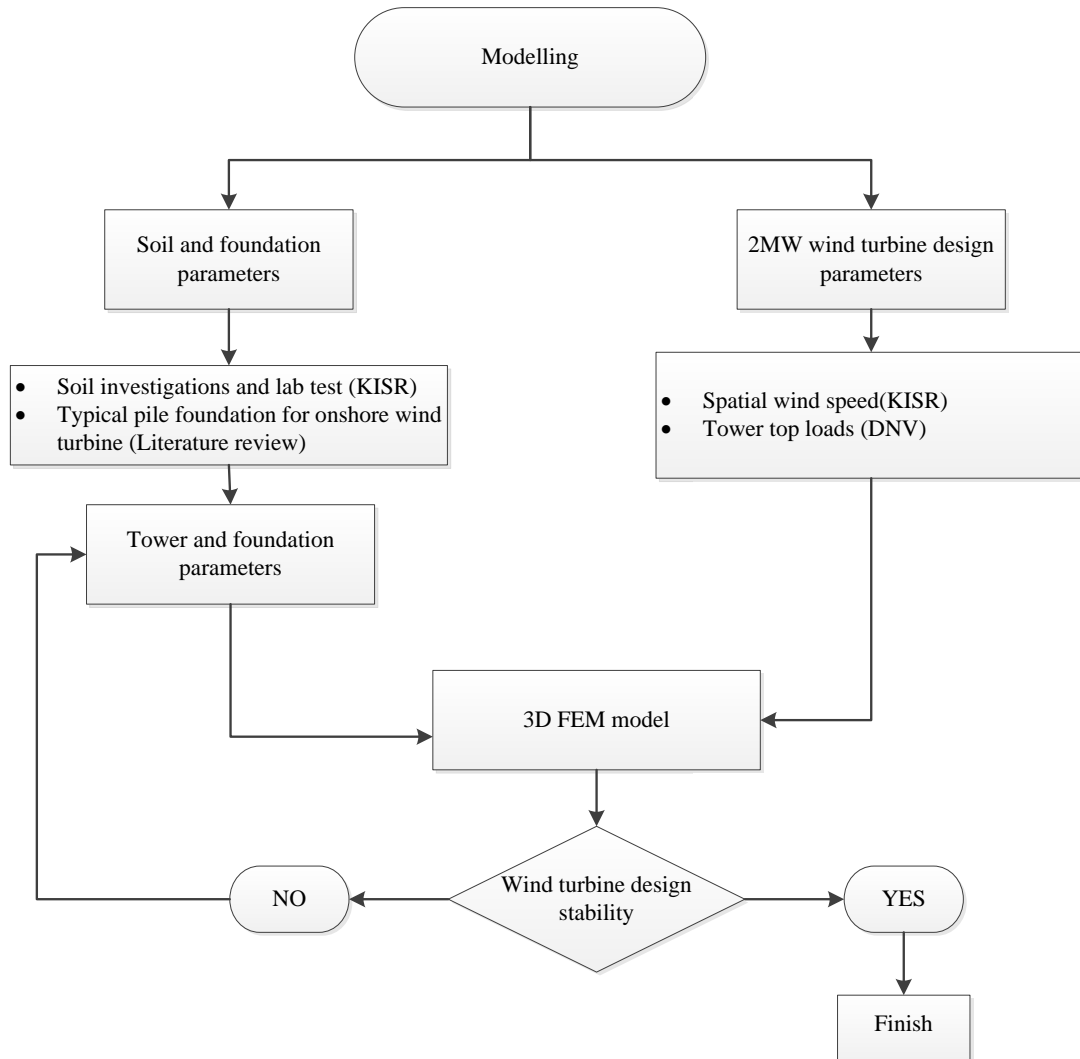 Modelling
Soil and foundation
parameters
2MW wind turbine design
parameters
• Soil investigations and lab test (KISR)
• Typical pile foundation for onshore wind
turbine (Literature review)
• Spatial wind speed(KISR)
• Tower top loads (DNV)
Tower and foundation
parameters
3D FEM model
Wind turbine design
stability
NO
YES
Finish